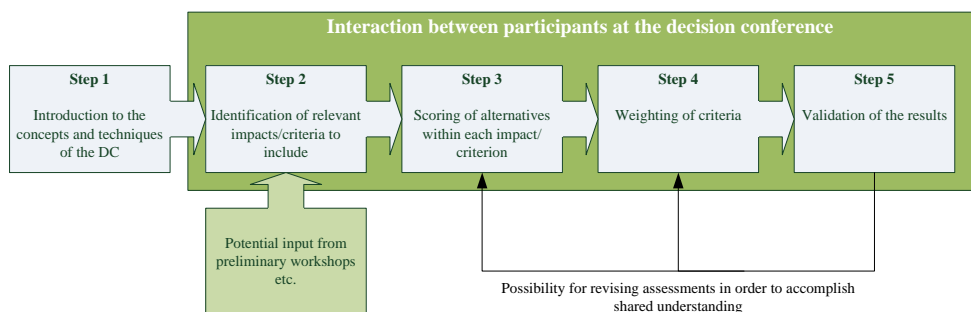 Interaction between participants at the decision conference
Step 1
Introduction to the
concepts and techniques
of the DC
Step 2
Identification of relevant
impacts/criteria to
include
Step 3
Scoring of alternatives
within each impact/
criterion
Step 4
Weighting of criteria
Step 5
Validation of the results
Potential input from
preliminary workshops
etc.
Possibility for revising assessments in order to accomplish
shared understanding